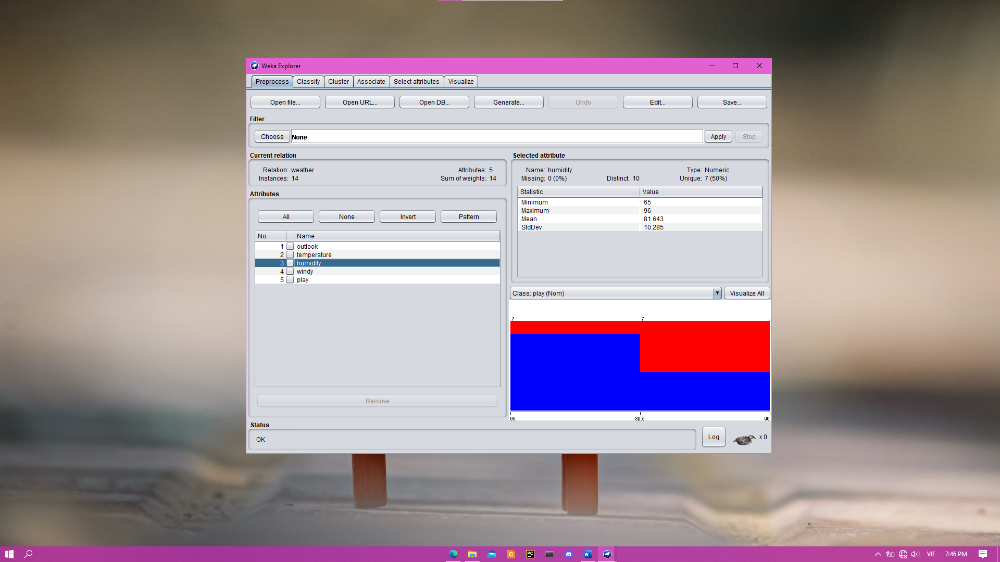 Weka Explorer
Preprocess Classify Cluster Associate Select attributes Visualize
Open file... Open URL... Open DB... Generate... Undo Edit... Save...
Filter
Choose None Apply Stop
Current relation
Relation: weather Attributes: 5
Instances: 14 Sum of weights: 14
Selected attribute
Name: humidity Type: Numeric
Missing: 0 (0%) Distinct: 10 Unique: 7 (50%)
Statistic Value
Minimum 65
Maximum 96
Mean 81.643
StdDev 10.285
Attributes
All None Invert Pattern
No. Name
1 outlook
2 temperature
3 humidity
4 windy
5 play
Remove
Class: play (Nom) Visualize All
7 7
65 80.5 96
Status
OK
Log x 0
PC W VIE 7:46 PM